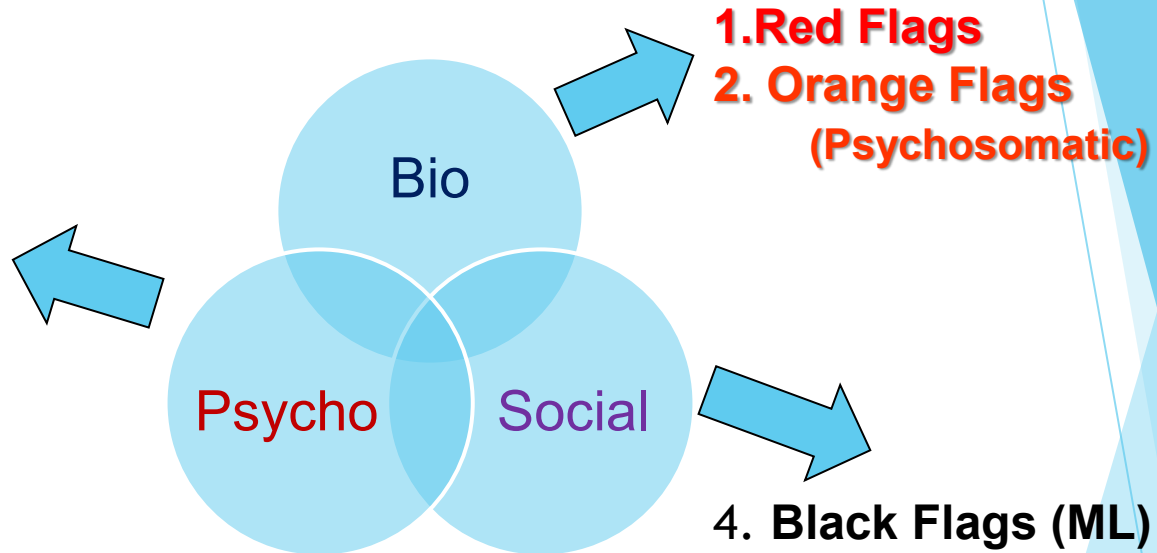 1.Red Flags
2. Orange Flags
(Psychosomatic)
Bio
Psycho
Social
4. Black Flags (ML)